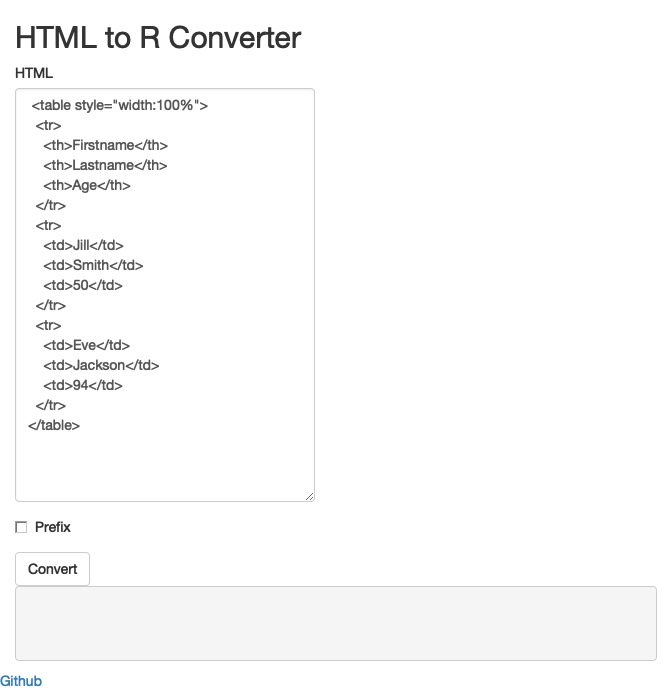 HTML to R Converter
HTML
<table style="width:100%">
<tr>
<th>Firstname</th>
<th>Lastname</th>
<th>Age</th>
</tr>
<tr>
<td>Jill</td>
<td>Smith</td>
<td>50</td>
</tr>
<tr>
<td>Eve</td>
<td>Jackson</td>
<td>94</td>
</tr>
</table>
Prefix
Convert
Github